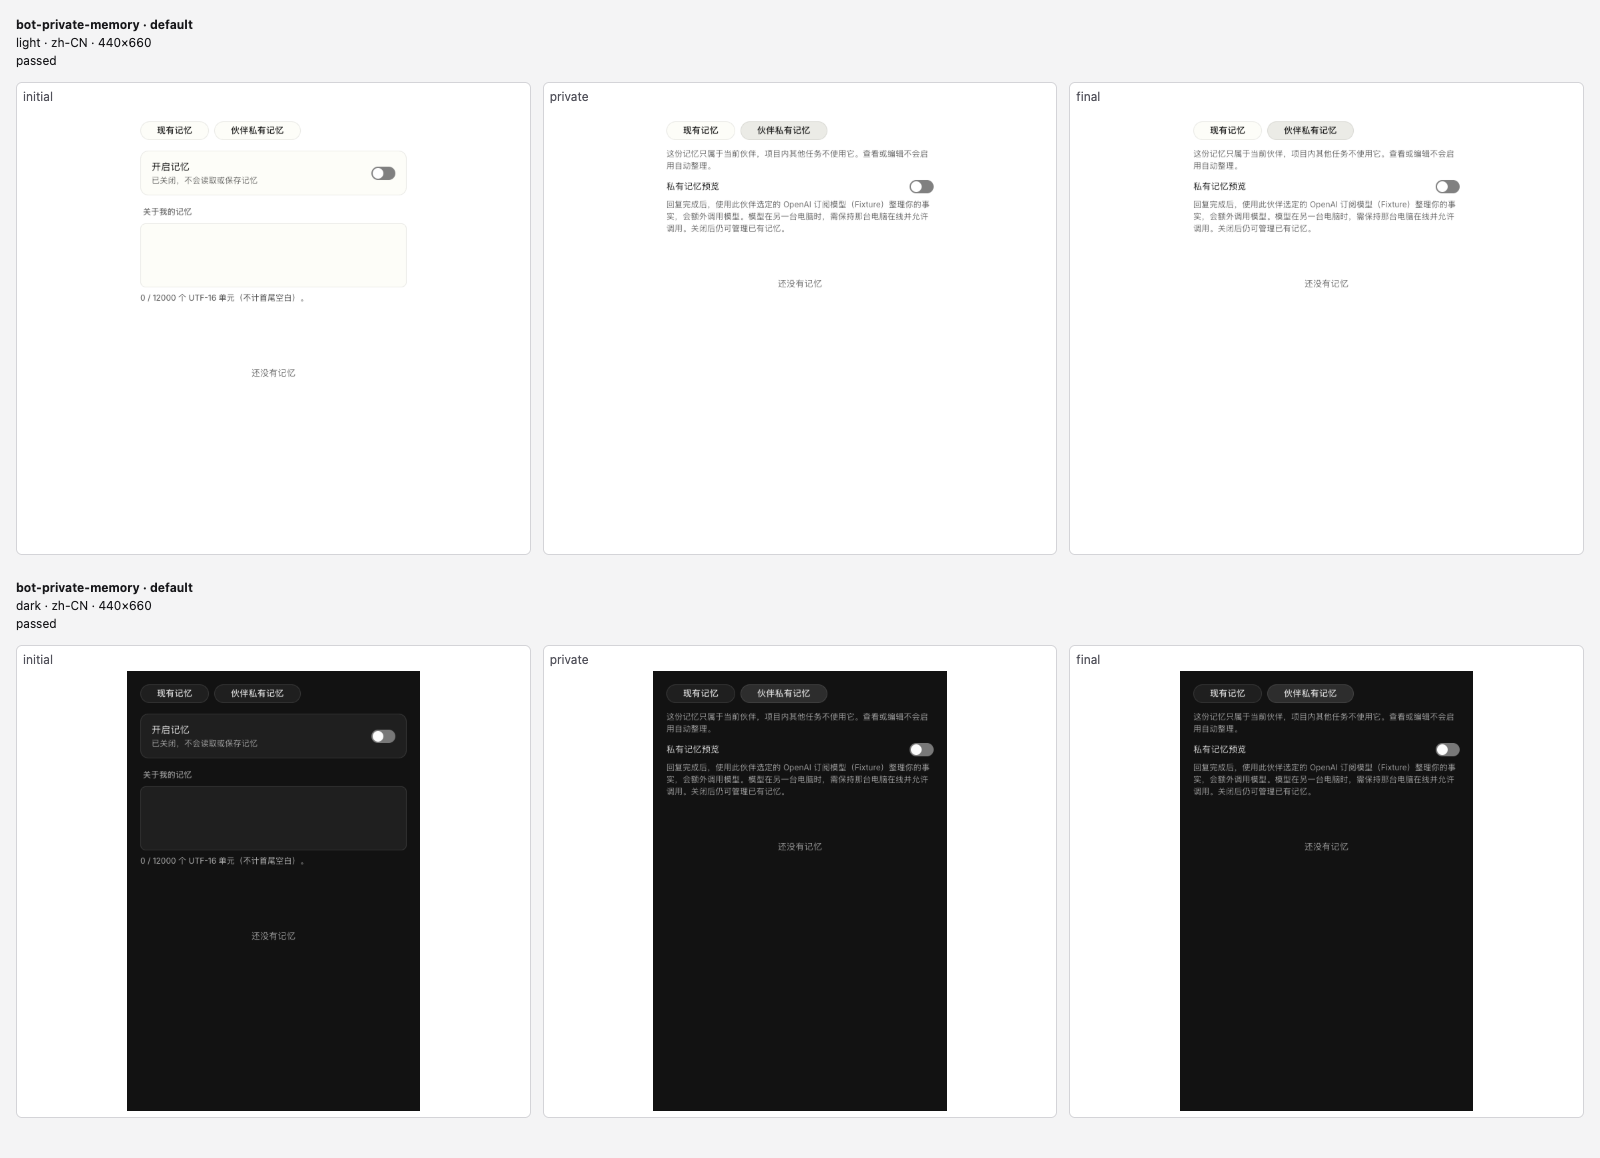 bot-private-memory · default
light · zh-CN · 440×660
passed
initial
现有记忆 伙伴私有记忆
开启记忆
已关闭，不会读取或保存记忆
关于我的记忆
0 / 12000 个 UTF-16 单元（不计首尾空白）。
还没有记忆
private
现有记忆 伙伴私有记忆
这份记忆只属于当前伙伴，项目内其他任务不使用它。查看或编辑不会启
用自动整理。
私有记忆预览
回复完成后，使用此伙伴选定的 OpenAI 订阅模型（Fixture）整理你的事
实，会额外调用模型。模型在另一台电脑时，需保持那台电脑在线并允许
调用。关闭后仍可管理已有记忆。
还没有记忆
final
现有记忆 伙伴私有记忆
这份记忆只属于当前伙伴，项目内其他任务不使用它。查看或编辑不会启
用自动整理。
私有记忆预览
回复完成后，使用此伙伴选定的 OpenAI 订阅模型（Fixture）整理你的事
实，会额外调用模型。模型在另一台电脑时，需保持那台电脑在线并允许
调用。关闭后仍可管理已有记忆。
还没有记忆
bot-private-memory · default
dark · zh-CN · 440×660
passed
initial
现有记忆 伙伴私有记忆
开启记忆
已关闭，不会读取或保存记忆
关于我的记忆
0 / 12000 个 UTF-16 单元（不计首尾空白）。
还没有记忆
private
现有记忆 伙伴私有记忆
这份记忆只属于当前伙伴，项目内其他任务不使用它。查看或编辑不会启
用自动整理。
私有记忆预览
回复完成后，使用此伙伴选定的 OpenAI 订阅模型（Fixture）整理你的事
实，会额外调用模型。模型在另一台电脑时，需保持那台电脑在线并允许
调用。关闭后仍可管理已有记忆。
还没有记忆
final
现有记忆 伙伴私有记忆
这份记忆只属于当前伙伴，项目内其他任务不使用它。查看或编辑不会启
用自动整理。
私有记忆预览
回复完成后，使用此伙伴选定的 OpenAI 订阅模型（Fixture）整理你的事
实，会额外调用模型。模型在另一台电脑时，需保持那台电脑在线并允许
调用。关闭后仍可管理已有记忆。
还没有记忆